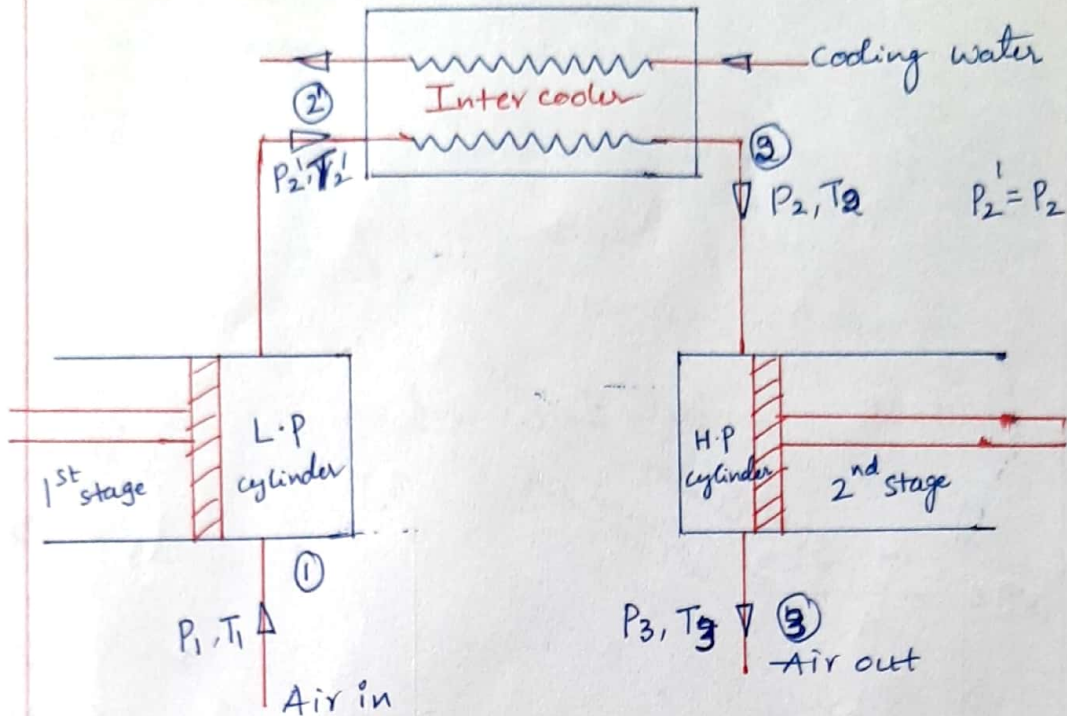 cooling water
Inter cooler
2'
P₂', T₂'
2
P₂, T₂
P₂' = P₂
L.P
cylinder
1st stage
H.P
cylinder
2nd stage
1
P₁, T₁
Air in
P₃, T₃
3
Air out